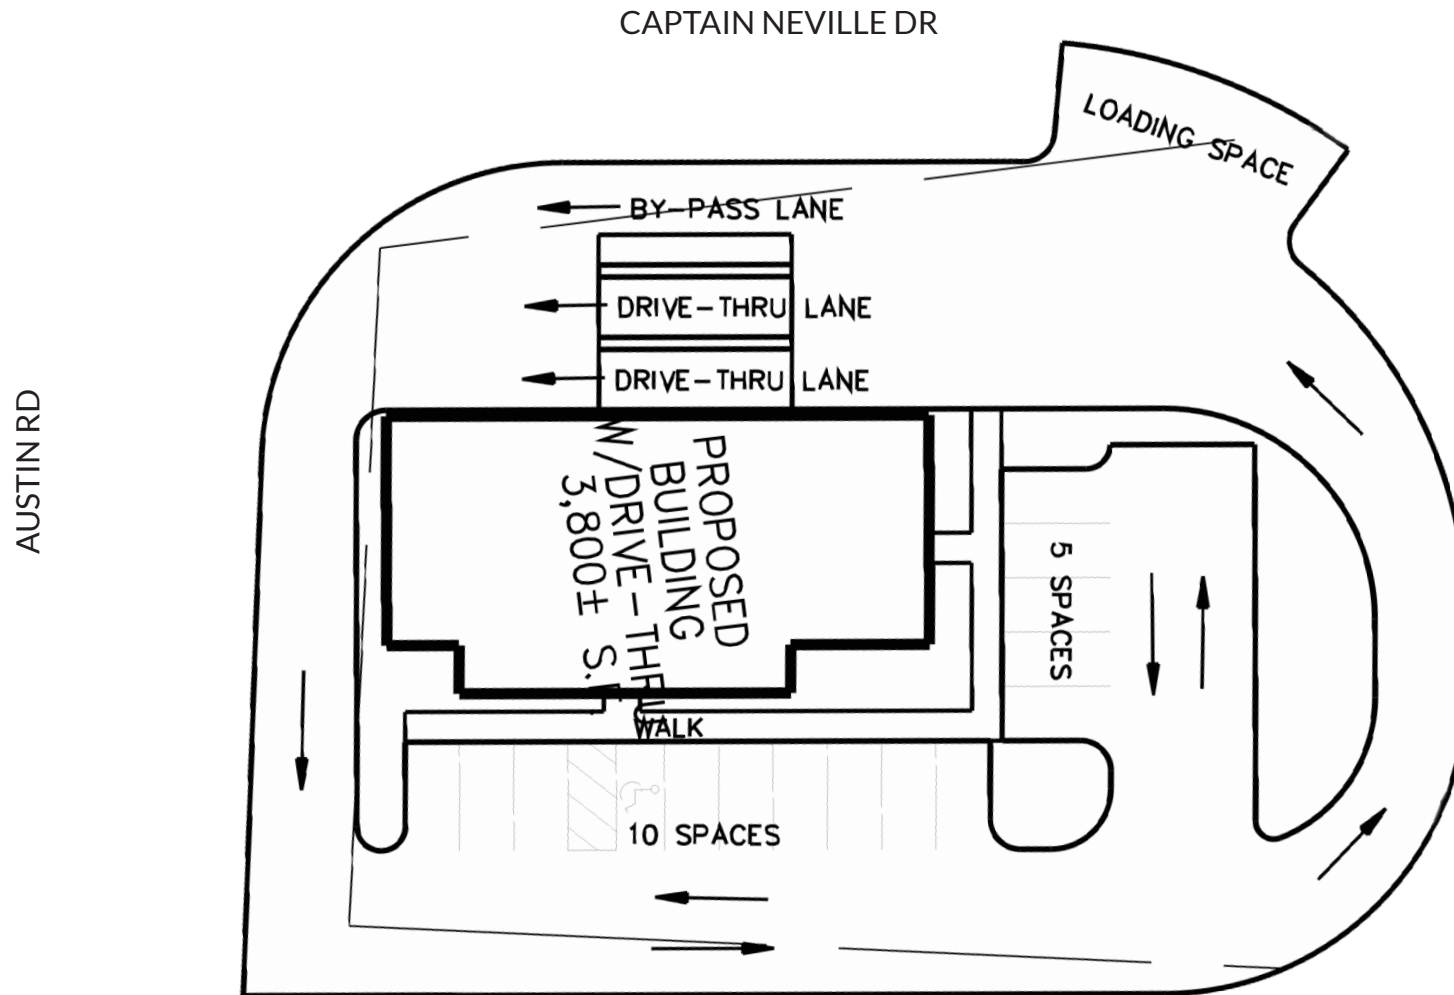 CAPTAIN NEVILLE DR
LOADING SPACE
BY-PASS LANE
DRIVE-THRU LANE
DRIVE-THRU LANE
AUSTIN RD
PROPOSED
BUILDING
W/DRIVE-THRU
3,800± S.F
5 SPACES
WALK
10 SPACES